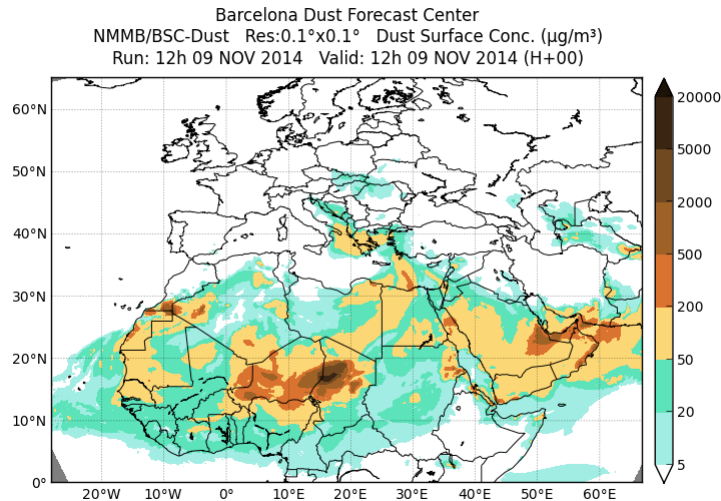 Barcelona Dust Forecast Center
NMMB/BSC-Dust Res:0.1°x0.1° Dust Surface Conc. (µg/m³)
Run: 12h 09 NOV 2014 Valid: 12h 09 NOV 2014 (H+00)
60°N
50°N
40°N
30°N
20°N
10°N
0°
20°W
10°W
0°
10°E
20°E
30°E
40°E
50°E
60°E
20000
5000
2000
500
200
50
20
5